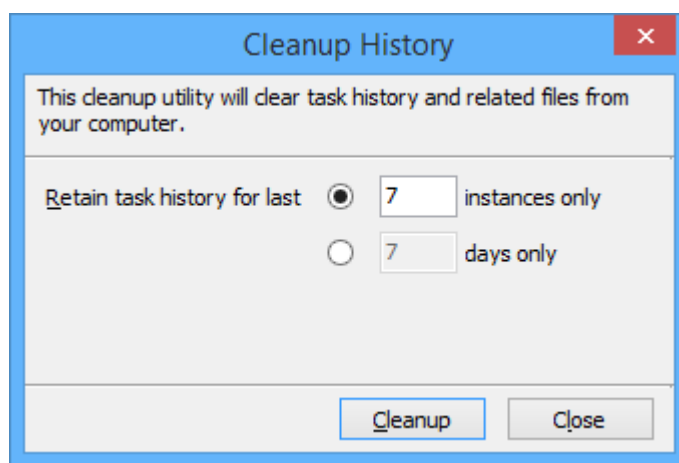 Cleanup History
This cleanup utility will clear task history and related files from
your computer.
Retain task history for last 7 instances only
7 days only
Cleanup Close